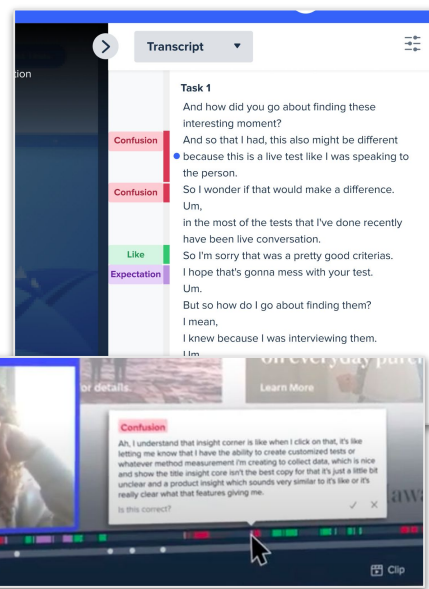 Transcript
tion
Task 1
And how did you go about finding these
interesting moment?
Confusion
And so that I had, this also might be different
because this is a live test like I was speaking to
the person.
Confusion
So I wonder if that would make a difference.
Um,
in the most of the tests that I've done recently
have been live conversation.
Like
So I'm sorry that was a pretty good criterias.
Expectation
I hope that's gonna mess with your test.
Um.
But so how do I go about finding them?
I mean,
I knew because I was interviewing them.
Um
on everyday
or details.
Learn More
Confusion
Ah, I understand that insight corner is like when I click on that, it's like
letting me know that I have the ability to create customized tests or
whatever method measurement I'm creating to collect data, which is nice
and show the title insight core isn't the best copy for that it's just a little bit
unclear and a product insight which sounds very similar to it's like or it's
really clear what that features giving me.
Is this correct?
Clip